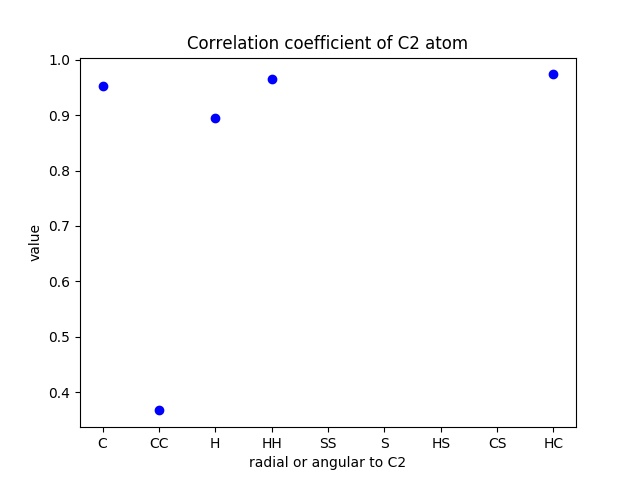 Correlation coefficient of C2 atom
1.0
0.9
0.8
0.7
0.6
0.5
0.4
value
C CC H HH SS S HS CS HC
radial or angular to C2